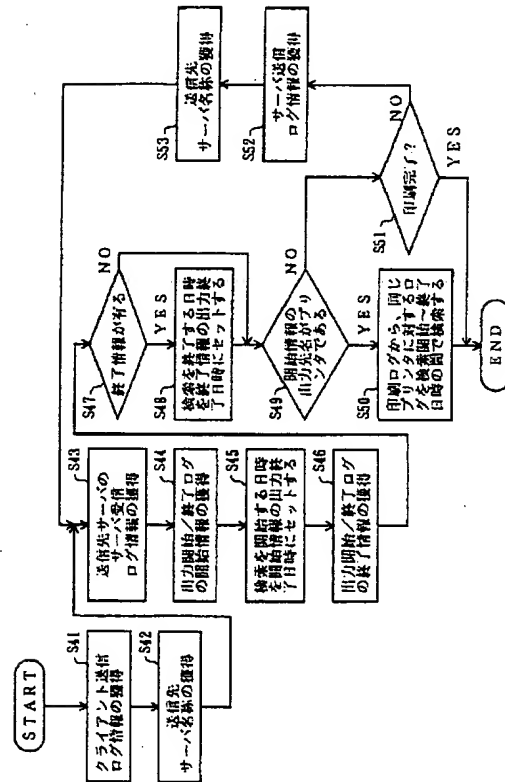 START
S41
クライアント送信
ログ情報の獲得
S42
送信先
サーバ名称の獲得
S43
送信先サーバの
サーバ受信
ログ情報の獲得
S44
出力開始/終了ログ
の開始情報の獲得
S45
検索を開始する日時
を開始情報の出力終
了日時にセットする
S46
出力開始/終了ログ
の終了情報の獲得
S47
終了情報が有る
NO
YES
S48
検索を終了する日時
を終了情報の出力終
了日時にセットする
S49
開始情報の
出力先名がプリ
ンタである
NO
YES
S50
印刷ログから、同じ
プリンタに対するロ
グを検索開始~終了
日時の間で検索する
S51
印刷完了?
NO
YES
S52
サーバ送信
ログ情報の獲得
S53
送信先
サーバ名称の獲得
END